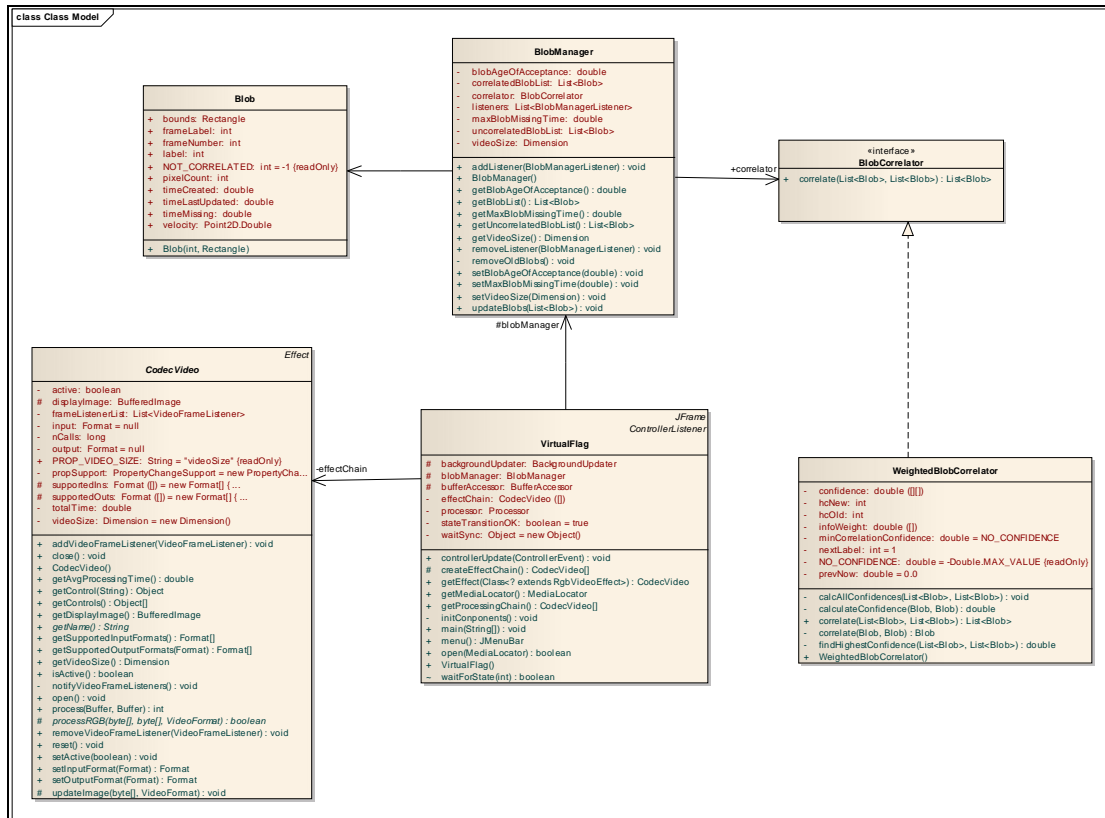 class Class Model
BlobManager
- blobAgeOfAcceptance: double
- correlatedBlobList: List<Blob>
- correlator: BlobCorrelator
- listeners: List<BlobManagerListener>
- maxBlobMissingTime: double
- uncorrelatedBlobList: List<Blob>
- videoSize: Dimension
+ addListener(BlobManagerListener) : void
+ BlobManager()
+ getBlobAgeOfAcceptance() : double
+ getBlobList() : List<Blob>
+ getMaxBlobMissingTime() : double
+ getUncorrelatedBlobList() : List<Blob>
+ getVideoSize() : Dimension
+ removeListener(BlobManagerListener) : void
- removeOldBlobs() : void
+ setBlobAgeOfAcceptance(double) : void
+ setMaxBlobMissingTime(double) : void
+ setVideoSize(Dimension) : void
+ updateBlobs(List<Blob>) : void
Blob
+ bounds: Rectangle
+ frameLabel: int
+ frameNumber: int
+ label: int
+ NOT_CORRELATED: int = -1 {readOnly}
+ pixelCount: int
+ timeCreated: double
+ timeLastUpdated: double
+ timeMissing: double
+ velocity: Point2D.Double
+ Blob(int, Rectangle)
+correlator
«interface»
BlobCorrelator
+ correlate(List<Blob>, List<Blob>) : List<Blob>
#blobManager
Effect
CodecVideo
- active: boolean
# displayImage: BufferedImage
- frameListenerList: List<VideoFrameListener>
- input: Format = null
- nCalls: long
- output: Format = null
+ PROP_VIDEO_SIZE: String = "videoSize" {readOnly}
- propSupport: PropertyChangeSupport = new PropertyCha...
# supportedIns: Format ([]) = new Format[] { ...
# supportedOuts: Format ([]) = new Format[] { ...
- totalTime: double
- videoSize: Dimension = new Dimension()
+ addVideoFrameListener(VideoFrameListener) : void
+ close() : void
+ CodecVideo()
+ getAvgProcessingTime() : double
+ getControl(String) : Object
+ getControls() : Object[]
+ getDisplayImage() : BufferedImage
+ getName() : String
+ getSupportedInputFormats() : Format[]
+ getSupportedOutputFormats(Format) : Format[]
+ getVideoSize() : Dimension
+ isActive() : boolean
- notifyVideoFrameListeners() : void
+ open() : void
+ process(Buffer, Buffer) : int
# processRGB(byte[], byte[], VideoFormat) : boolean
+ removeVideoFrameListener(VideoFrameListener) : void
+ reset() : void
+ setActive(boolean) : void
+ setInputFormat(Format) : Format
+ setOutputFormat(Format) : Format
# updateImage(byte[], VideoFormat) : void
-effectChain
JFrame
ControllerListener
VirtualFlag
# backgroundUpdater: BackgroundUpdater
# blobManager: BlobManager
# bufferAccessor: BufferAccessor
- effectChain: CodecVideo ([])
- processor: Processor
- stateTransitionOK: boolean = true
- waitSync: Object = new Object()
+ controllerUpdate(ControllerEvent) : void
# createEffectChain() : CodecVideo[]
+ getEffect(Class<? extends RgbVideoEffect>) : CodecVideo
+ getMediaLocator() : MediaLocator
+ getProcessingChain() : CodecVideo[]
- initConponents() : void
+ main(String[]) : void
+ menu() : JMenuBar
+ open(MediaLocator) : boolean
+ VirtualFlag()
~ waitForState(int) : boolean
WeightedBlobCorrelator
- confidence: double ([][])
- hcNew: int
- hcOld: int
- infoWeight: double ([])
- minCorrelationConfidence: double = NO_CONFIDENCE
- nextLabel: int = 1
- NO_CONFIDENCE: double = -Double.MAX_VALUE {readOnly}
- prevNow: double = 0.0
- calcAllConfidences(List<Blob>, List<Blob>) : void
- calculateConfidence(Blob, Blob) : double
+ correlate(List<Blob>, List<Blob>) : List<Blob>
- correlate(Blob, Blob) : Blob
- findHighestConfidence(List<Blob>, List<Blob>) : double
+ WeightedBlobCorrelator()